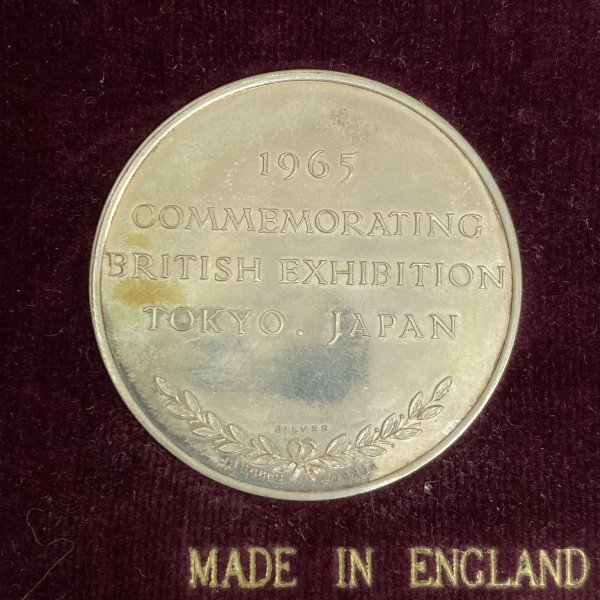 1965
COMMEMORATING
BRITISH EXHIBITION
TOKYO. JAPAN
SILVER
MADE IN ENGLAND